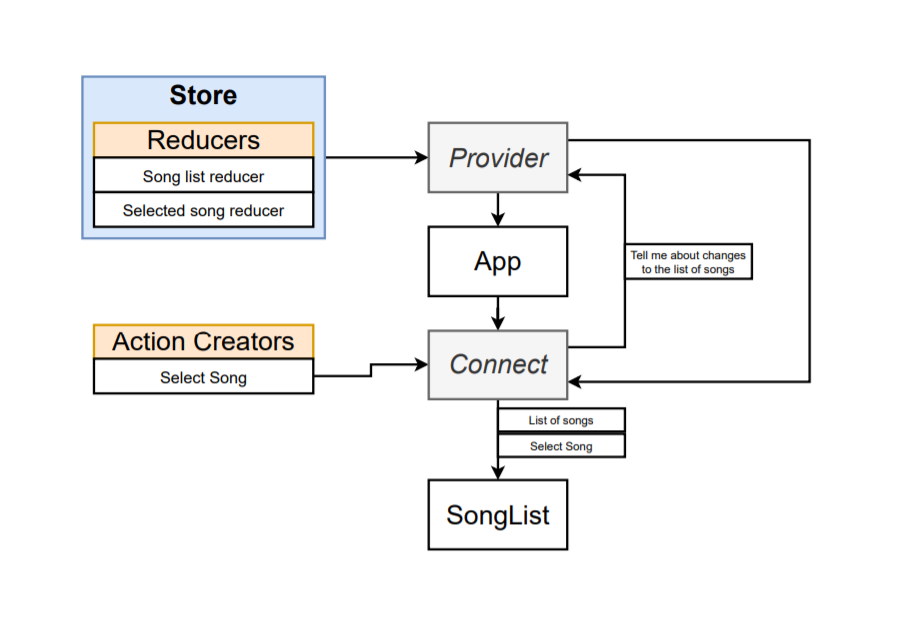 Store
Reducers
Song list reducer
Selected song reducer
Provider
App
Tell me about changes
to the list of songs
Action Creators
Select Song
Connect
List of songs
Select Song
SongList